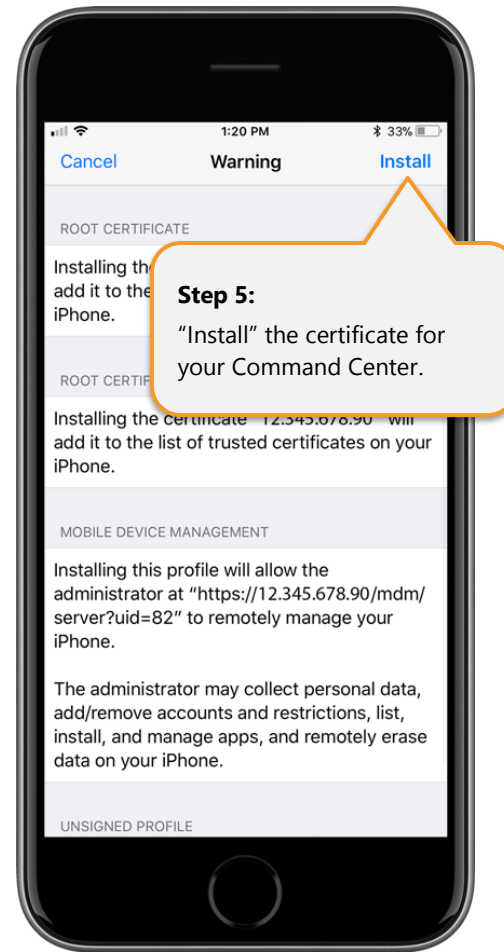 1:20 PM
33%
Cancel
Warning
Install
ROOT CERTIFICATE
Installing th
add it to the
iPhone.
Step 5:
“Install” the certificate for
your Command Center.
ROOT CERTIF
Installing the certificate “12.345.678.90” will
add it to the list of trusted certificates on your
iPhone.
MOBILE DEVICE MANAGEMENT
Installing this profile will allow the
administrator at “https://12.345.678.90/mdm/
server?uid=82” to remotely manage your
iPhone.
The administrator may collect personal data,
add/remove accounts and restrictions, list,
install, and manage apps, and remotely erase
data on your iPhone.
UNSIGNED PROFILE